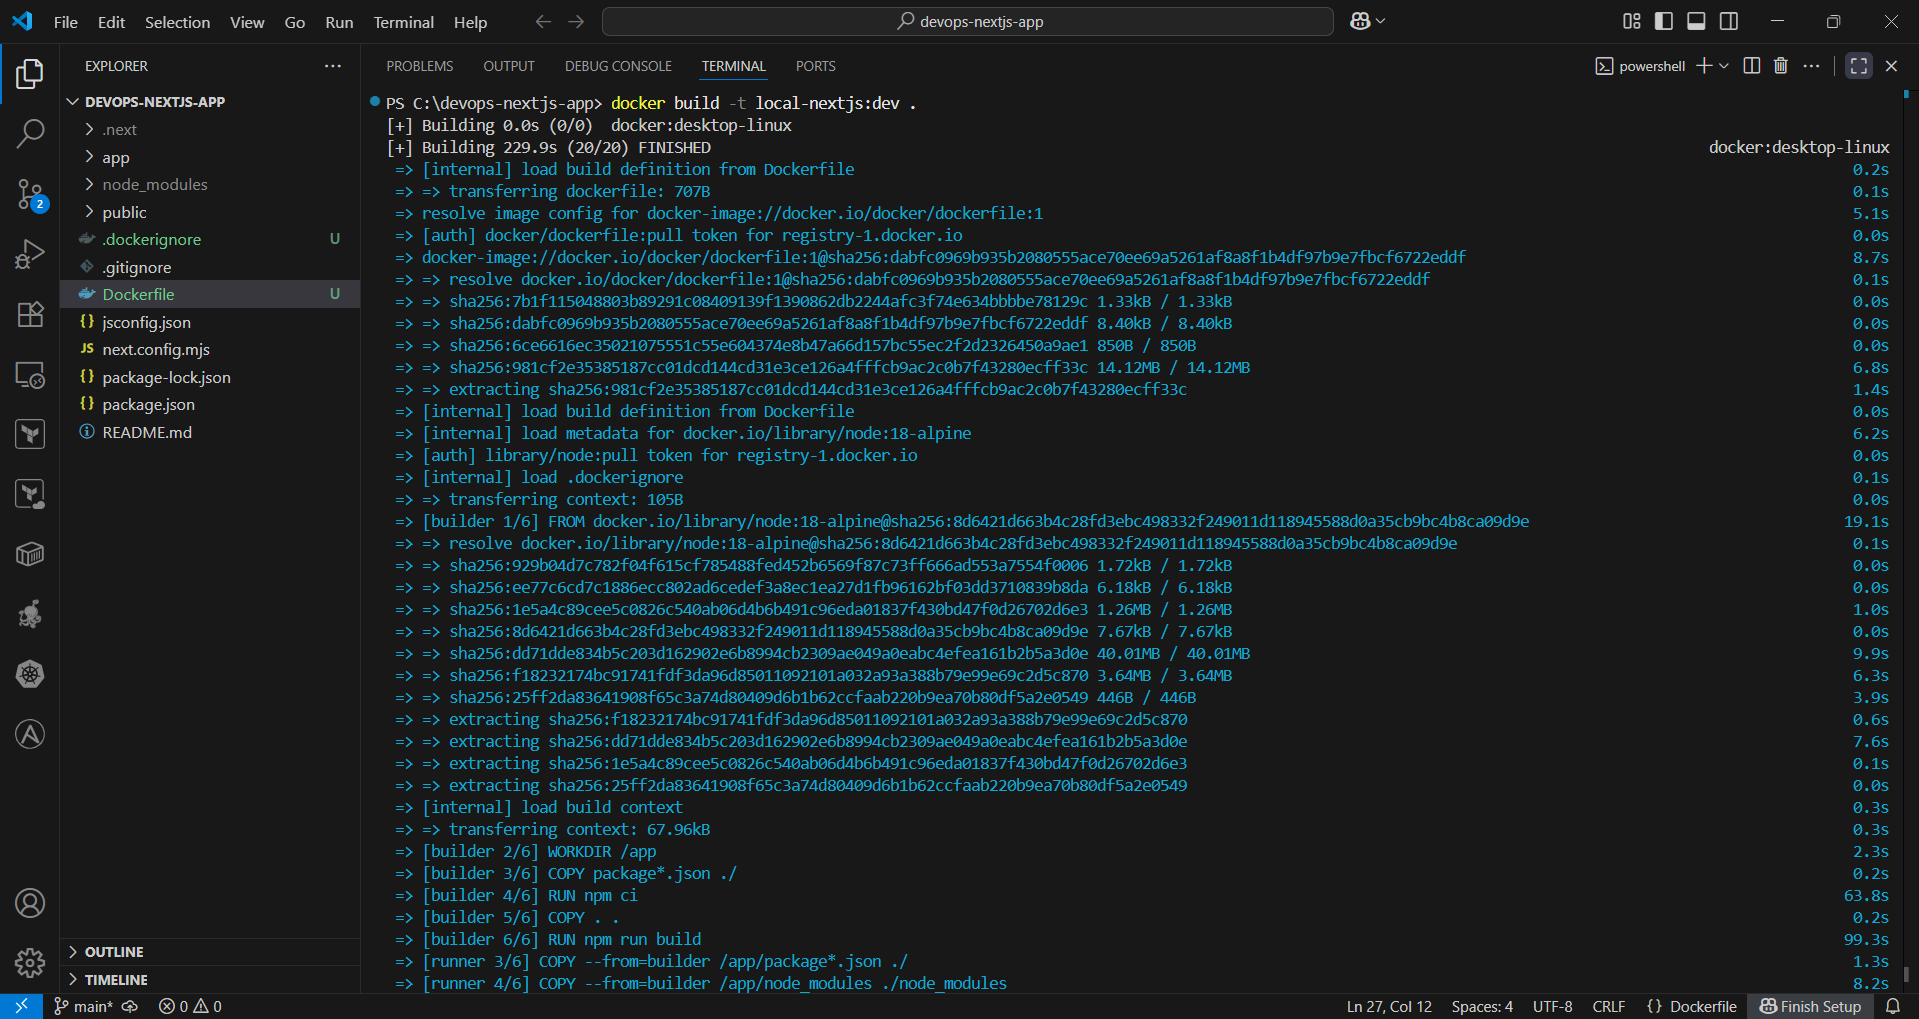 File Edit Selection View Go Run Terminal Help
devops-nextjs-app
EXPLORER
DEVOPS-NEXTJS-APP
.next
app
node_modules
public
.dockerignore U
.gitignore
Dockerfile U
jsconfig.json
JS next.config.mjs
package-lock.json
package.json
README.md
OUTLINE
TIMELINE
2
PROBLEMS OUTPUT DEBUG CONSOLE TERMINAL PORTS
powershell
PS C:\devops-nextjs-app> docker build -t local-nextjs:dev .
[+] Building 0.0s (0/0)  docker:desktop-linux
[+] Building 229.9s (20/20) FINISHED docker:desktop-linux
=> [internal] load build definition from Dockerfile 0.2s
=> => transferring dockerfile: 707B 0.1s
=> resolve image config for docker-image://docker.io/docker/dockerfile:1 5.1s
=> [auth] docker/dockerfile:pull token for registry-1.docker.io 0.0s
=> docker-image://docker.io/docker/dockerfile:1@sha256:dabfc0969b935b2080555ace70ee69a5261af8a8f1b4df97b9e7fbcf6722eddf 8.7s
=> => resolve docker.io/docker/dockerfile:1@sha256:dabfc0969b935b2080555ace70ee69a5261af8a8f1b4df97b9e7fbcf6722eddf 0.1s
=> => sha256:7b1f115048803b89291c08409139f1390862db2244afc3f74e634bbbbe78129c 1.33kB / 1.33kB 0.0s
=> => sha256:dabfc0969b935b2080555ace70ee69a5261af8a8f1b4df97b9e7fbcf6722eddf 8.40kB / 8.40kB 0.0s
=> => sha256:6ce6616ec35021075551c55e604374e8b47a66d157bc55ec2f2d2326450a9ae1 850B / 850B 0.0s
=> => sha256:981cf2e35385187cc01dcd144cd31e3ce126a4fffcb9ac2c0b7f43280ecff33c 14.12MB / 14.12MB 6.8s
=> => extracting sha256:981cf2e35385187cc01dcd144cd31e3ce126a4fffcb9ac2c0b7f43280ecff33c 1.4s
=> [internal] load build definition from Dockerfile 0.0s
=> [internal] load metadata for docker.io/library/node:18-alpine 6.2s
=> [auth] library/node:pull token for registry-1.docker.io 0.0s
=> [internal] load .dockerignore 0.1s
=> => transferring context: 105B 0.0s
=> [builder 1/6] FROM docker.io/library/node:18-alpine@sha256:8d6421d663b4c28fd3ebc498332f249011d118945588d0a35cb9bc4b8ca09d9e 19.1s
=> => resolve docker.io/library/node:18-alpine@sha256:8d6421d663b4c28fd3ebc498332f249011d118945588d0a35cb9bc4b8ca09d9e 0.1s
=> => sha256:929b04d7c782f04f615cf785488fed452b6569f87c73ff666ad553a7554f0006 1.72kB / 1.72kB 0.0s
=> => sha256:ee77c6cd7c1886ecc802ad6cedef3a8ec1ea27d1fb96162bf03dd3710839b8da 6.18kB / 6.18kB 0.0s
=> => sha256:1e5a4c89cee5c0826c540ab06d4b6b491c96eda01837f430bd47f0d26702d6e3 1.26MB / 1.26MB 1.0s
=> => sha256:8d6421d663b4c28fd3ebc498332f249011d118945588d0a35cb9bc4b8ca09d9e 7.67kB / 7.67kB 0.0s
=> => sha256:dd71dde834b5c203d162902e6b8994cb2309ae049a0eabc4efea161b2b5a3d0e 40.01MB / 40.01MB 9.9s
=> => sha256:f18232174bc91741fdf3da96d85011092101a032a93a388b79e99e69c2d5c870 3.64MB / 3.64MB 6.3s
=> => sha256:25ff2da83641908f65c3a74d80409d6b1b62ccfaab220b9ea70b80df5a2e0549 446B / 446B 3.9s
=> => extracting sha256:f18232174bc91741fdf3da96d85011092101a032a93a388b79e99e69c2d5c870 0.6s
=> => extracting sha256:dd71dde834b5c203d162902e6b8994cb2309ae049a0eabc4efea161b2b5a3d0e 7.6s
=> => extracting sha256:1e5a4c89cee5c0826c540ab06d4b6b491c96eda01837f430bd47f0d26702d6e3 0.1s
=> => extracting sha256:25ff2da83641908f65c3a74d80409d6b1b62ccfaab220b9ea70b80df5a2e0549 0.0s
=> [internal] load build context 0.3s
=> => transferring context: 67.96kB 0.3s
=> [builder 2/6] WORKDIR /app 2.3s
=> [builder 3/6] COPY package*.json ./ 0.2s
=> [builder 4/6] RUN npm ci 63.8s
=> [builder 5/6] COPY . . 0.2s
=> [builder 6/6] RUN npm run build 99.3s
=> [runner 3/6] COPY --from=builder /app/package*.json ./ 1.3s
=> [runner 4/6] COPY --from=builder /app/node_modules ./node_modules 8.2s
main* 0 0 Ln 27, Col 12 Spaces: 4 UTF-8 CRLF {} Dockerfile Finish Setup